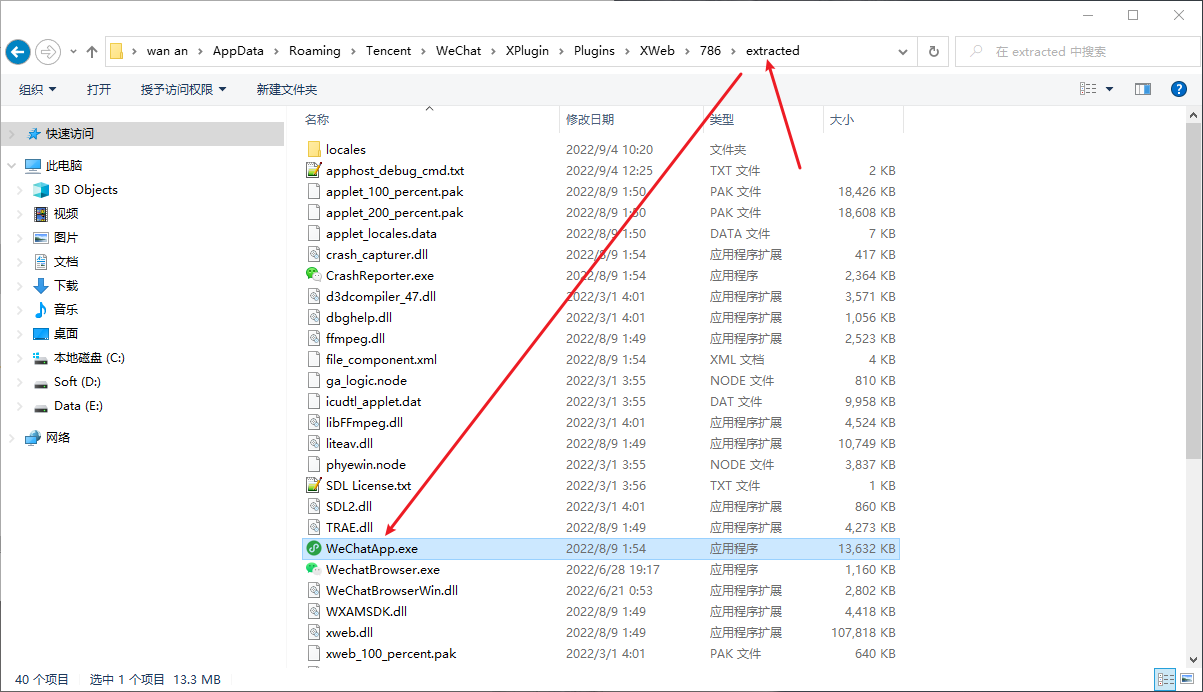 wan an › AppData › Roaming › Tencent › WeChat › XPlugin › Plugins › XWeb › 786 › extracted
在 extracted 中搜索
组织 打开 授予访问权限 新建文件夹
快速访问
此电脑
3D Objects
视频
图片
文档
下载
音乐
桌面
本地磁盘 (C:)
Soft (D:)
Data (E:)
网络
名称 修改日期 类型 大小
locales 2022/9/4 10:20 文件夹
apphost_debug_cmd.txt 2022/9/4 12:25 TXT 文件 2 KB
applet_100_percent.pak 2022/8/9 1:50 PAK 文件 18,426 KB
applet_200_percent.pak 2022/8/9 1:50 PAK 文件 18,608 KB
applet_locales.data 2022/8/9 1:50 DATA 文件 7 KB
crash_capturer.dll 2022/8/9 1:54 应用程序扩展 417 KB
CrashReporter.exe 2022/8/9 1:54 应用程序 2,364 KB
d3dcompiler_47.dll 2022/3/1 4:01 应用程序扩展 3,571 KB
dbghelp.dll 2022/3/1 4:01 应用程序扩展 1,056 KB
ffmpeg.dll 2022/8/9 1:49 应用程序扩展 2,523 KB
file_component.xml 2022/8/9 1:54 XML 文档 4 KB
ga_logic.node 2022/3/1 3:55 NODE 文件 810 KB
icudtl_applet.dat 2022/3/1 3:55 DAT 文件 9,958 KB
libFFmpeg.dll 2022/3/1 4:01 应用程序扩展 4,524 KB
liteav.dll 2022/8/9 1:49 应用程序扩展 10,749 KB
phyewin.node 2022/3/1 3:55 NODE 文件 3,837 KB
SDL License.txt 2022/3/1 3:56 TXT 文件 1 KB
SDL2.dll 2022/3/1 4:01 应用程序扩展 860 KB
TRAE.dll 2022/8/9 1:49 应用程序扩展 4,273 KB
WeChatApp.exe 2022/8/9 1:54 应用程序 13,632 KB
WechatBrowser.exe 2022/6/28 19:17 应用程序 1,160 KB
WeChatBrowserWin.dll 2022/6/21 0:53 应用程序扩展 2,802 KB
WXAMSDK.dll 2022/8/9 1:49 应用程序扩展 4,418 KB
xweb.dll 2022/8/9 1:49 应用程序扩展 107,818 KB
xweb_100_percent.pak 2022/3/1 4:01 PAK 文件 640 KB
40 个项目 选中 1 个项目 13.3 MB